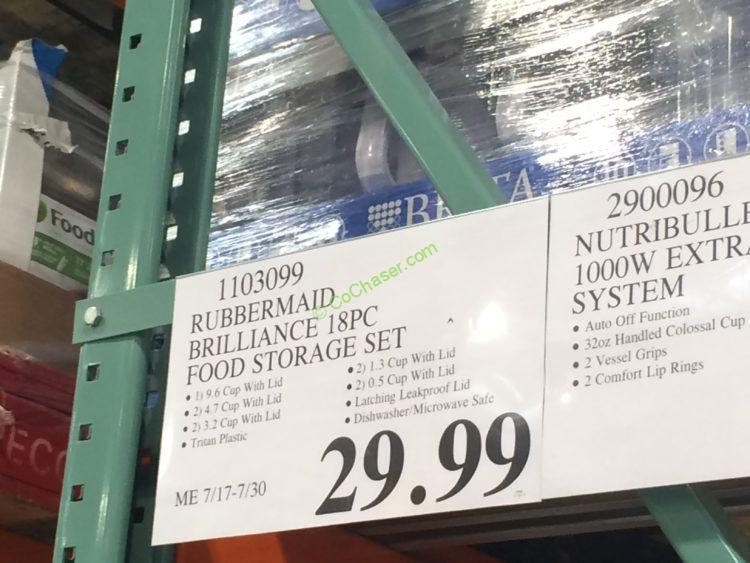 Food
BRITA
1103099
RUBBERMAID
BRILLIANCE 18PC
FOOD STORAGE SET
• 1) 9.6 Cup With Lid
• 2) 4.7 Cup With Lid
• 2) 3.2 Cup With Lid
• Tritan Plastic
• 2) 1.3 Cup With Lid
• 2) 0.5 Cup With Lid
• Latching Leakproof Lid
• Dishwasher/Microwave Safe
ME 7/17-7/30
29.99
© CoChaser.com
2900096
NUTRIBULLE
1000W EXTRA
SYSTEM
• Auto Off Function
• 32oz Handled Colossal Cup
• 2 Vessel Grips
• 2 Comfort Lip Rings